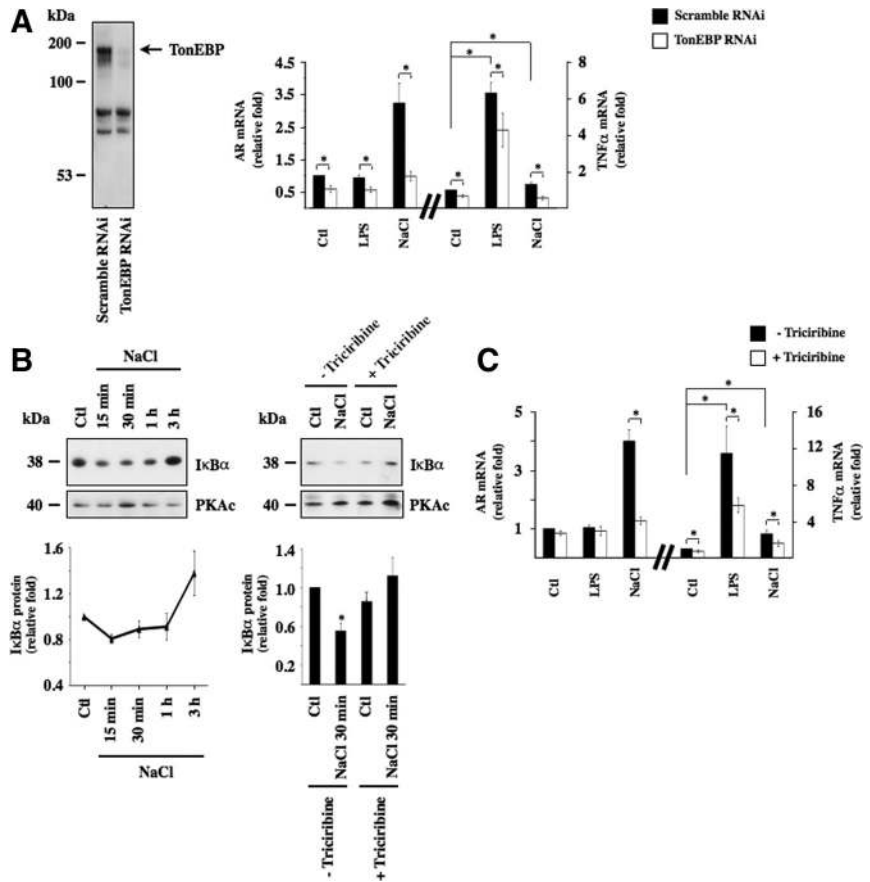 A
kDa
200
100
53
TonEBP
Scramble RNAi
TonEBP RNAi
Scramble RNAi
TonEBP RNAi
AR mRNA
(relative fold)
4.5
3.5
2.5
1.5
0.5
* * * * * * * *
Ctl
LPS
NaCl
Ctl
LPS
NaCl
8
6
4
2
TNFα mRNA
(relative fold)
B
NaCl
kDa
Ctl
15 min
30 min
1 h
3 h
38
IκBα
40
PKAc
IκBα protein
(relative fold)
1.6
1.2
0.8
0.4
Ctl
15 min
30 min
1 h
3 h
NaCl
- Triciribine
+ Triciribine
kDa
Ctl
NaCl
Ctl
NaCl
38
IκBα
40
PKAc
IκBα protein
(relative fold)
1.4
1.0
0.6
0.2
*
Ctl
NaCl 30 min
Ctl
NaCl 30 min
- Triciribine
+ Triciribine
C
- Triciribine
+ Triciribine
AR mRNA
(relative fold)
5
4
3
2
1
* * * * * *
Ctl
LPS
NaCl
Ctl
LPS
NaCl
16
12
8
4
TNFα mRNA
(relative fold)